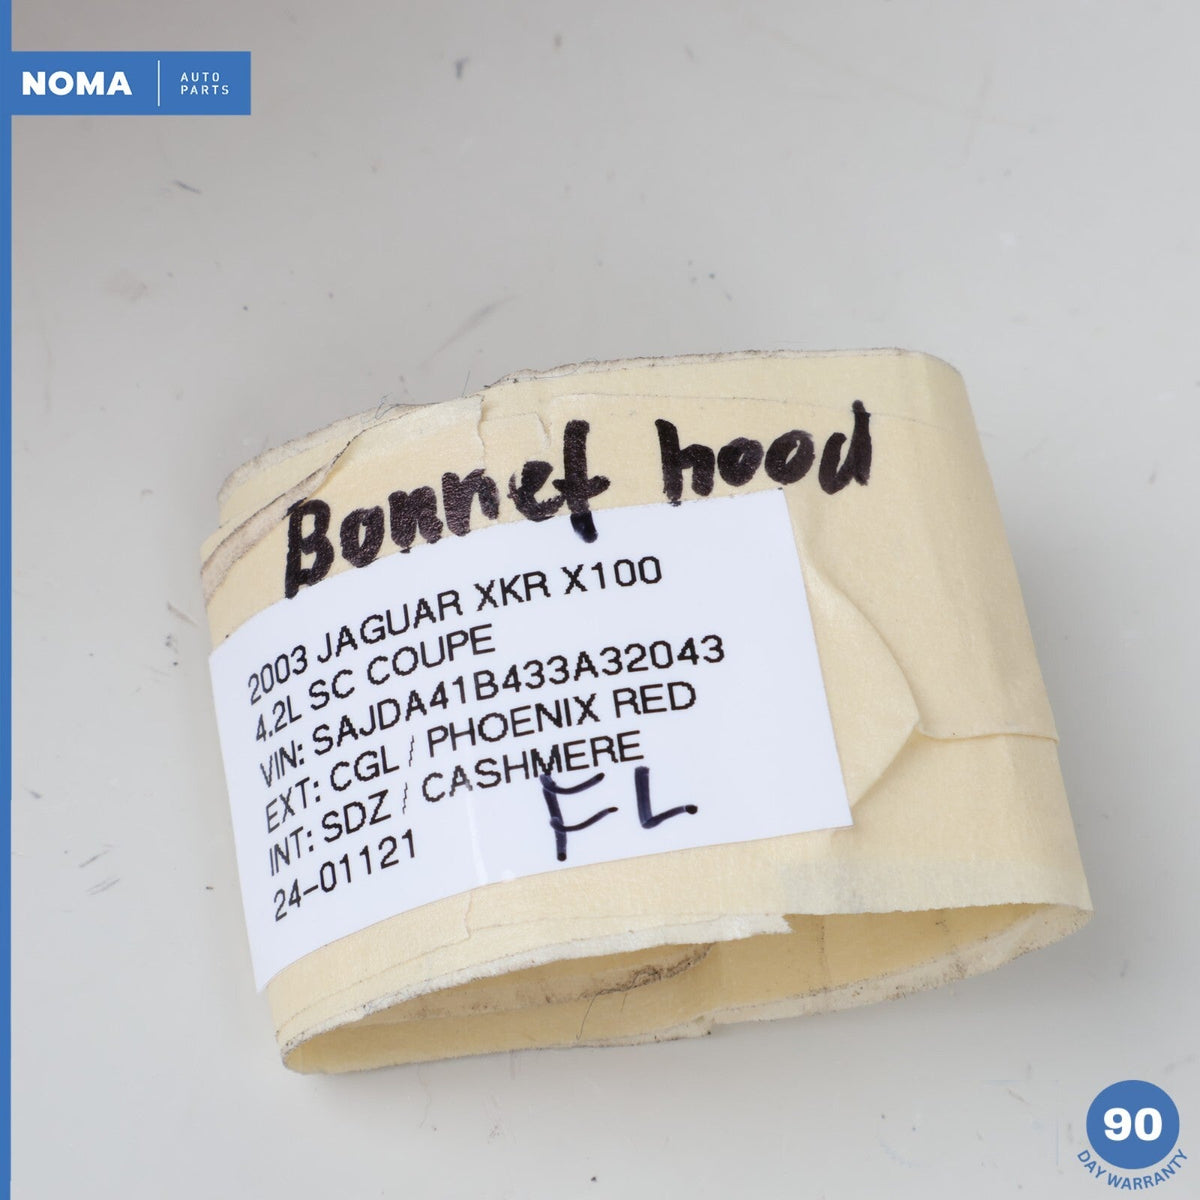 NOMA
AUTO
PARTS
Bonnet hood
2003 JAGUAR XKR X100
4.2L SC COUPE
VIN: SAJDA41B433A32043
EXT: CGL / PHOENIX RED
INT: SDZ / CASHMERE
FL
24-01121
90
DAY WARRANTY